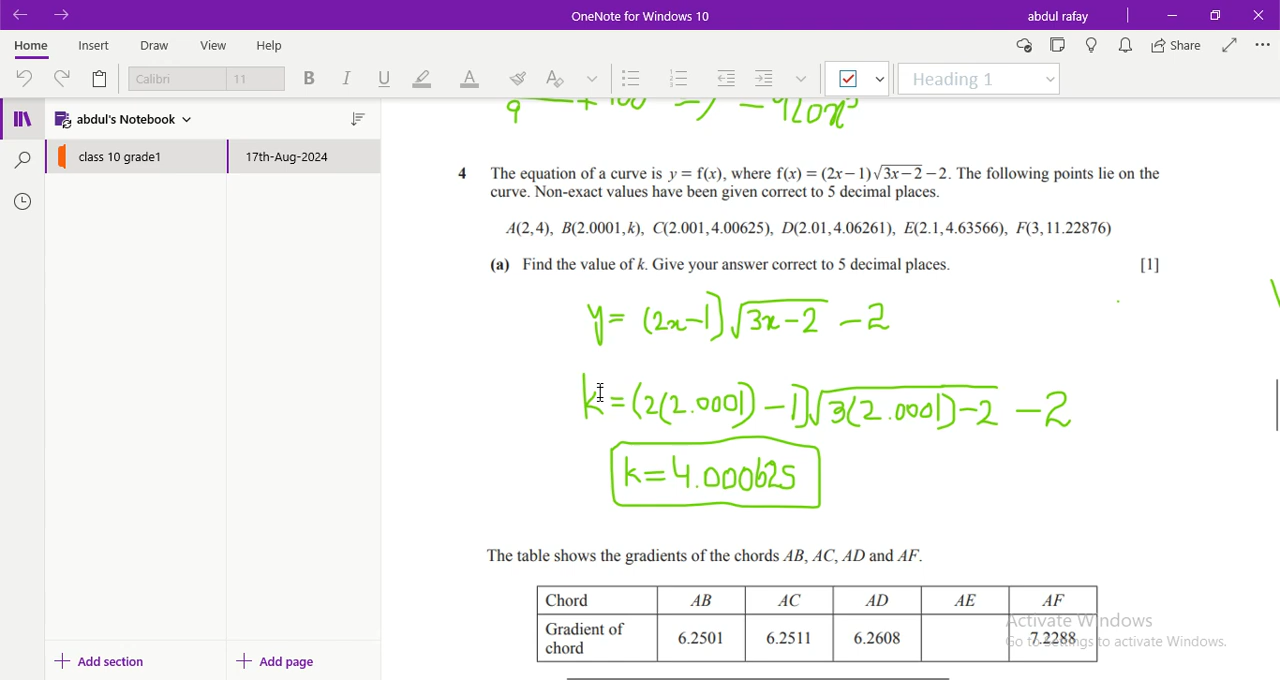 OneNote for Windows 10
abdul rafay
Home Insert Draw View Help
Share
Calibri 11 B I U A Heading 1
abdul's Notebook
class 10 grade1
17th-Aug-2024
4 The equation of a curve is y = f(x), where f(x) = (2x − 1)√3x − 2 − 2. The following points lie on the
curve. Non-exact values have been given correct to 5 decimal places.
A(2, 4), B(2.0001, k), C(2.001, 4.00625), D(2.01, 4.06261), E(2.1, 4.63566), F(3, 11.22876)
(a) Find the value of k. Give your answer correct to 5 decimal places. [1]
y = (2x-1)√3x-2 -2
k = (2(2.0001)-1)√3(2.0001)-2 -2
k = 4.000625
The table shows the gradients of the chords AB, AC, AD and AF.
Chord AB AC AD AE AF
Gradient of chord 6.2501 6.2511 6.2608 7.2288
Activate Windows
Go to Settings to activate Windows.
Add section
Add page